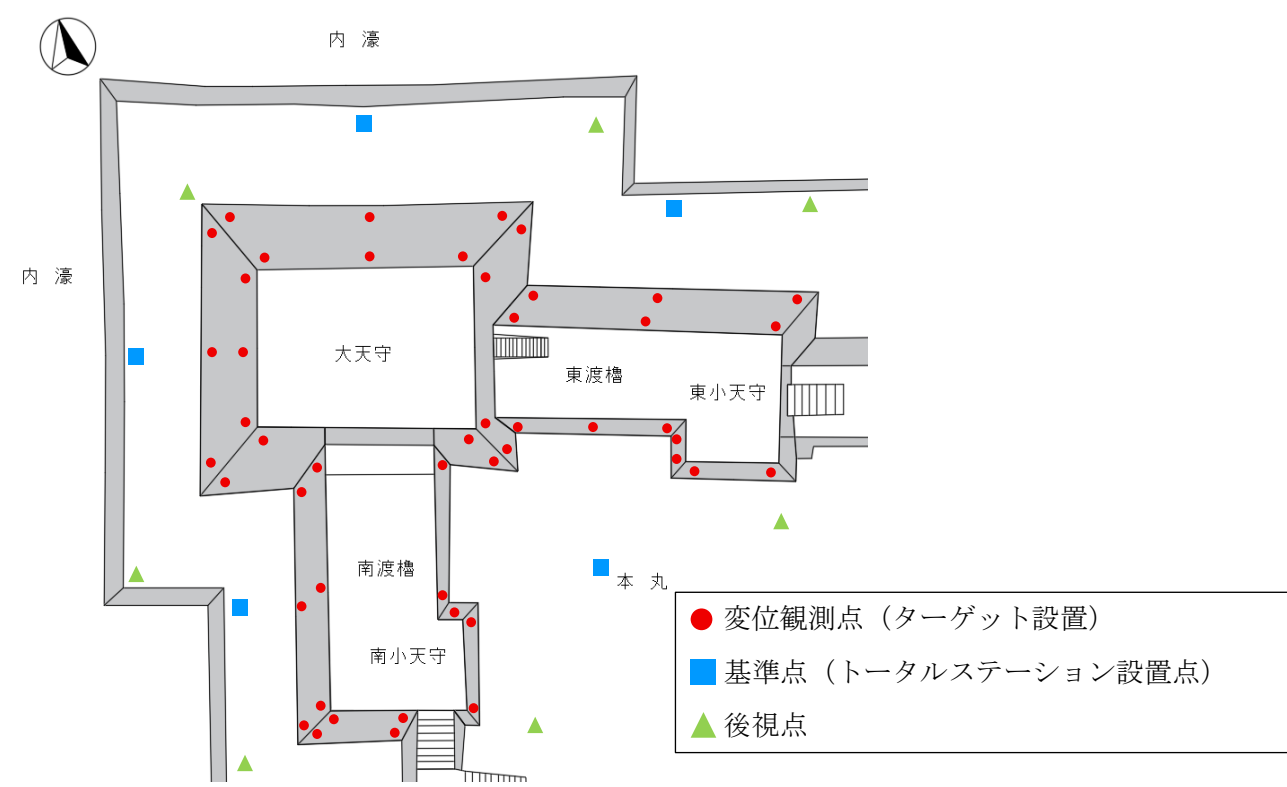 内 濠
内 濠
大天守
東渡櫓
東小天守
南渡櫓
本 丸
南小天守
変位観測点（ターゲット設置）
基準点（トータルステーション設置点）
後視点